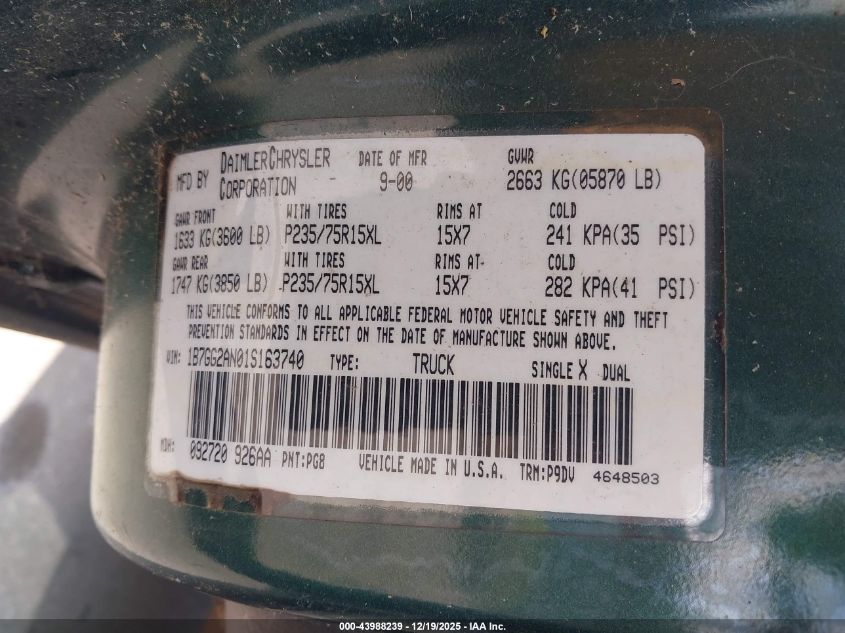 MFD BY DAIMLERCHRYSLER CORPORATION DATE OF MFR 9-00 GVWR 2663 KG(05870 LB)
GAWR FRONT WITH TIRES RIMS AT COLD
1633 KG(3600 LB) P235/75R15XL 15X7 241 KPA(35 PSI)
GAWR REAR WITH TIRES RIMS AT COLD
1747 KG(3850 LB) P235/75R15XL 15X7 282 KPA(41 PSI)
THIS VEHICLE CONFORMS TO ALL APPLICABLE FEDERAL MOTOR VEHICLE SAFETY AND THEFT
PREVENTION STANDARDS IN EFFECT ON THE DATE OF MANUFACTURE SHOWN ABOVE.
VIN: 1B7GG2AN01S163740 TYPE: TRUCK SINGLE X DUAL
MDH: 092720 926AA PNT:PG8 VEHICLE MADE IN U.S.A. TRM:P9DV 4648503
000-43988239 - 12/19/2025 - IAA Inc.